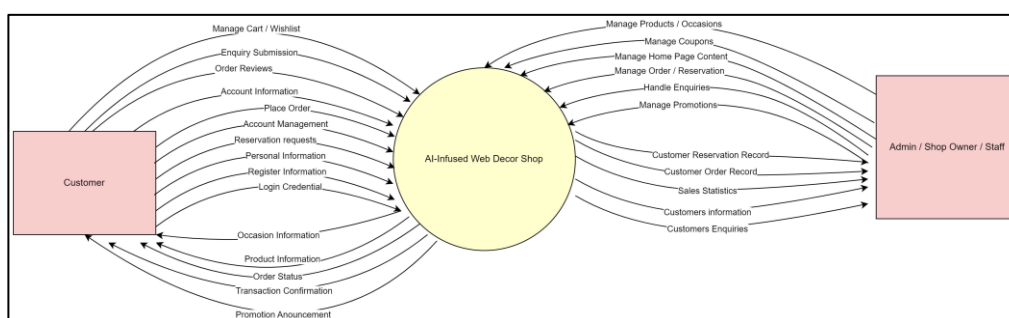 Manage Cart / Wishlist
Enquiry Submission
Order Reviews
Account Information
Place Order
Account Management
Reservation requests
Personal Information
Register Information
Login Credential
Customer
Occasion Information
Product Information
Order Status
Transaction Confirmation
Promotion Anouncement
AI-Infused Web Decor Shop
Manage Products / Occasions
Manage Coupons
Manage Home Page Content
Manage Order / Reservation
Handle Enquiries
Manage Promotions
Customer Reservation Record
Customer Order Record
Sales Statistics
Customers information
Customers Enquiries
Admin / Shop Owner / Staff